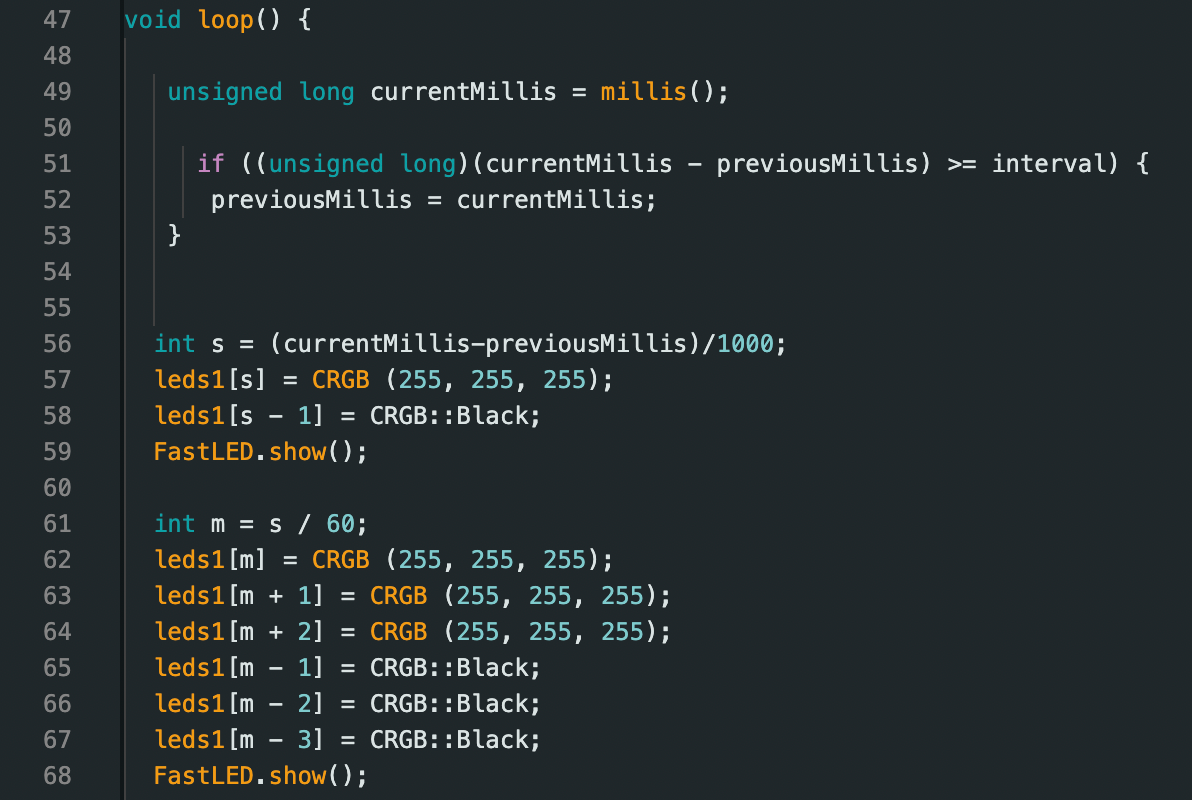 47 void loop() {
48
49 unsigned long currentMillis = millis();
50
51 if ((unsigned long)(currentMillis - previousMillis) >= interval) {
52 previousMillis = currentMillis;
53 }
54
55
56 int s = (currentMillis-previousMillis)/1000;
57 leds1[s] = CRGB (255, 255, 255);
58 leds1[s - 1] = CRGB::Black;
59 FastLED.show();
60
61 int m = s / 60;
62 leds1[m] = CRGB (255, 255, 255);
63 leds1[m + 1] = CRGB (255, 255, 255);
64 leds1[m + 2] = CRGB (255, 255, 255);
65 leds1[m - 1] = CRGB::Black;
66 leds1[m - 2] = CRGB::Black;
67 leds1[m - 3] = CRGB::Black;
68 FastLED.show();